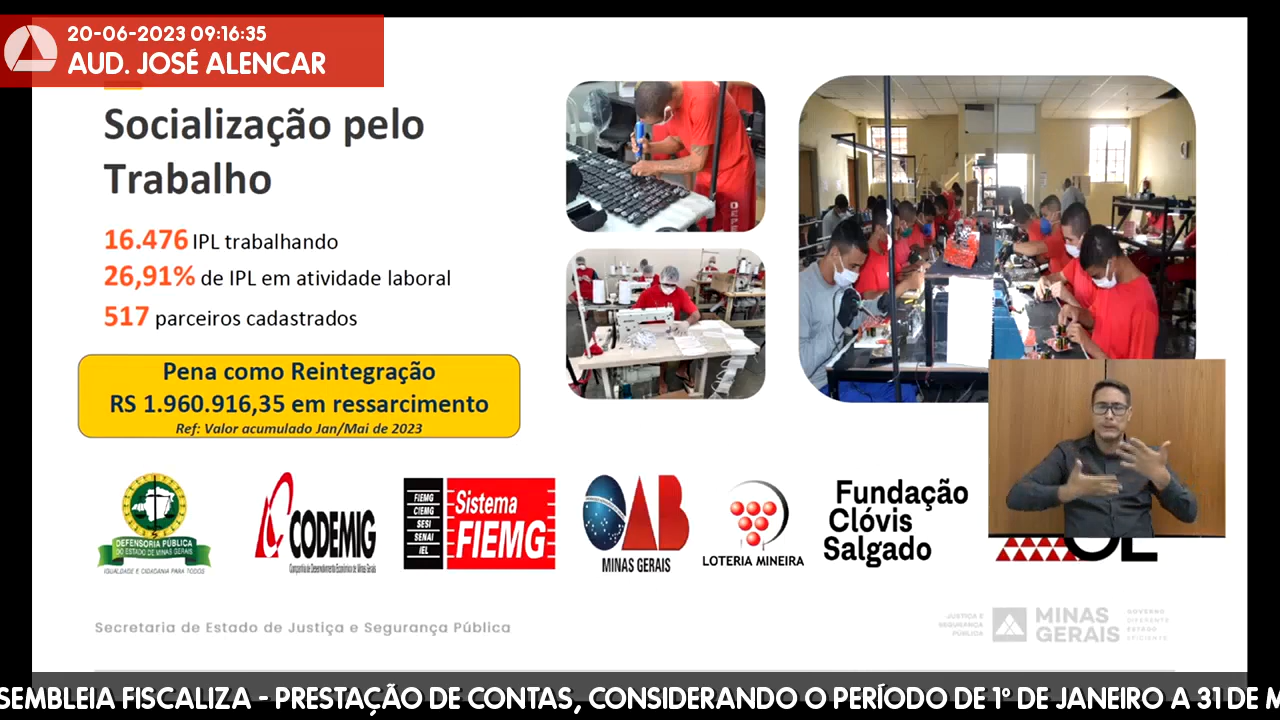 20-06-2023 09:16:35
AUD. JOSÉ ALENCAR
Socialização pelo
Trabalho
16.476 IPL trabalhando
26,91% de IPL em atividade laboral
517 parceiros cadastrados
Pena como Reintegração
RS 1.960.916,35 em ressarcimento
Ref: Valor acumulado Jan/Mai de 2023
DEFENSORIA PÚBLICA
DO ESTADO DE MINAS GERAIS
IGUALDADE E CIDADANIA PARA TODOS
CODEMIG
Companhia de Desenvolvimento Econômico de Minas Gerais
FIEMG
CIEMG
SESI
SENAI
IEL
Sistema
FIEMG
OAB
MINAS GERAIS
LOTERIA MINEIRA
Fundação
Clóvis
Salgado
Secretaria de Estado de Justiça e Segurança Pública
JUSTIÇA E
SEGURANÇA
PÚBLICA
MINAS
GERAIS
GOVERNO
DIFERENTE
ESTADO
EFICIENTE
SEMBLEIA FISCALIZA - PRESTAÇÃO DE CONTAS, CONSIDERANDO O PERÍODO DE 1º DE JANEIRO A 31 DE M